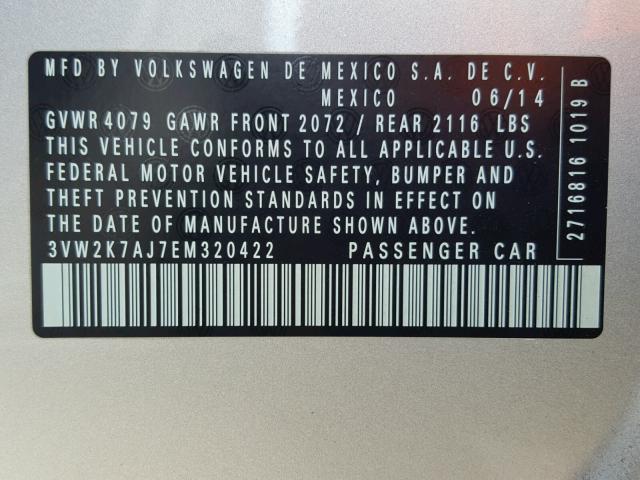 MFD BY VOLKSWAGEN DE MEXICO S.A. DE C.V.
MEXICO 06/14
GVWR 4079 GAWR FRONT 2072 / REAR 2116 LBS
THIS VEHICLE CONFORMS TO ALL APPLICABLE U.S.
FEDERAL MOTOR VEHICLE SAFETY, BUMPER AND
THEFT PREVENTION STANDARDS IN EFFECT ON
THE DATE OF MANUFACTURE SHOWN ABOVE.
3VW2K7AJ7EM320422 PASSENGER CAR
2716816 1019 B